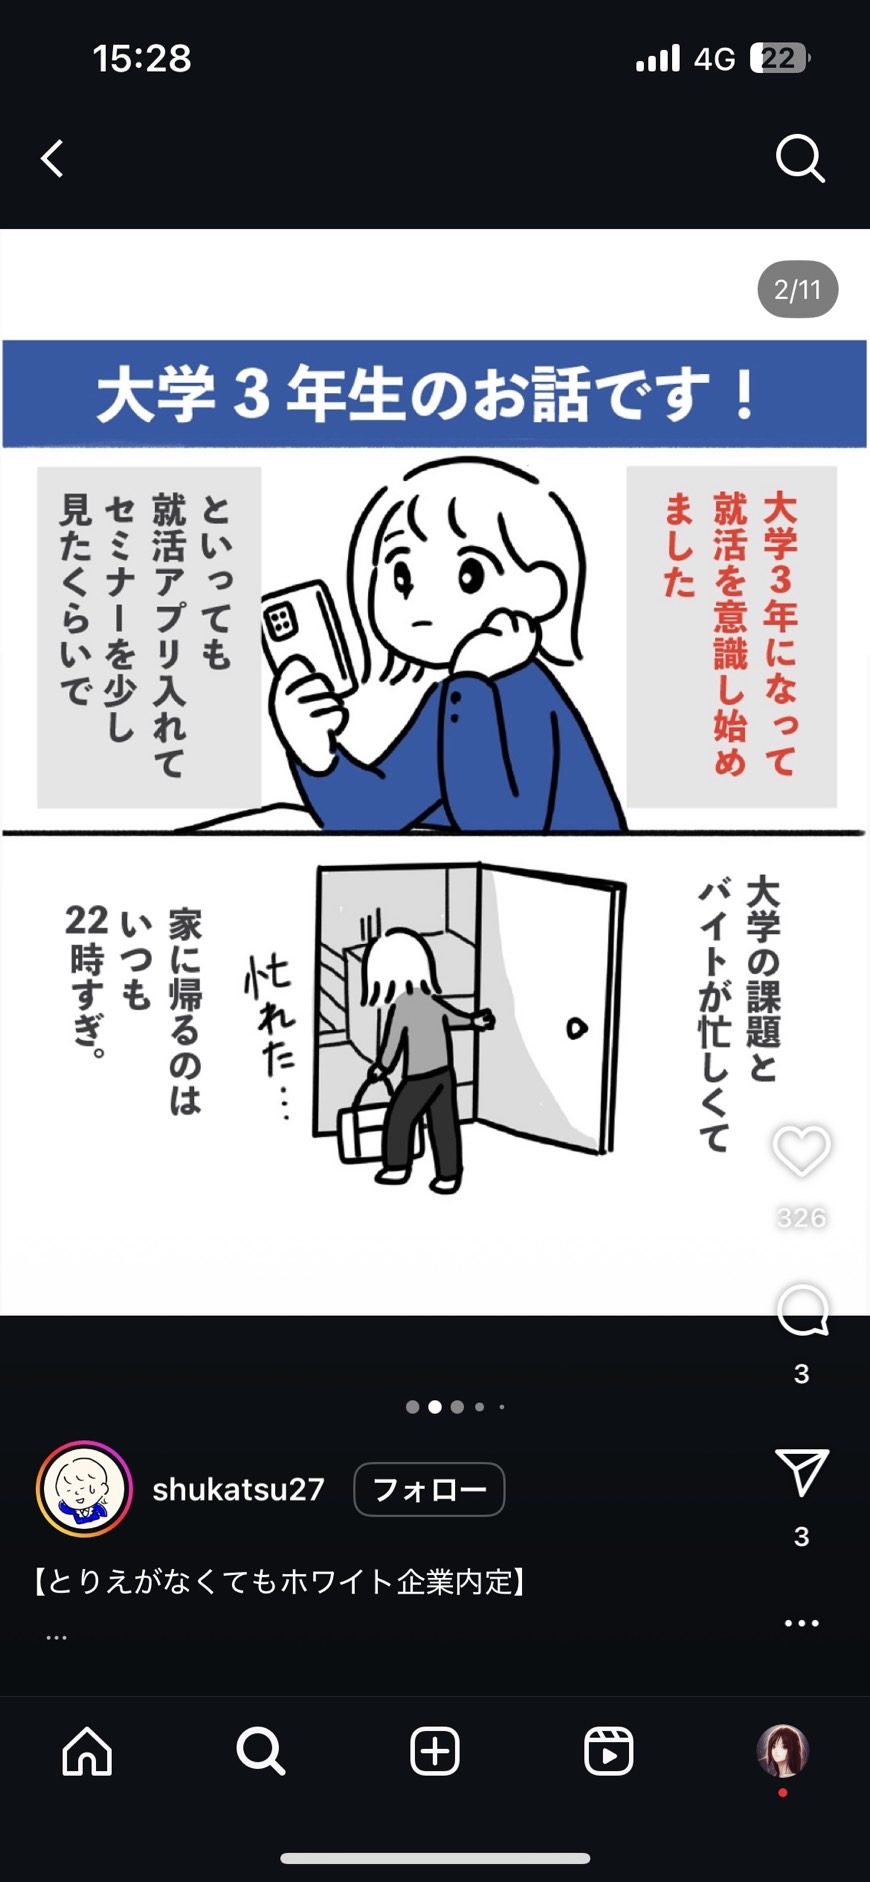 15:28
4G
22
2/11
大学3年生のお話です！
大学3年になって
就活を意識し始め
ました
といっても
就活アプリ入れて
セミナーを少し
見たくらいで
大学の課題と
バイトが忙しくて
忙れた…
家に帰るのは
いつも
22時すぎ。
326
3
shukatsu27
フォロー
3
【とりえがなくてもホワイト企業内定】
...